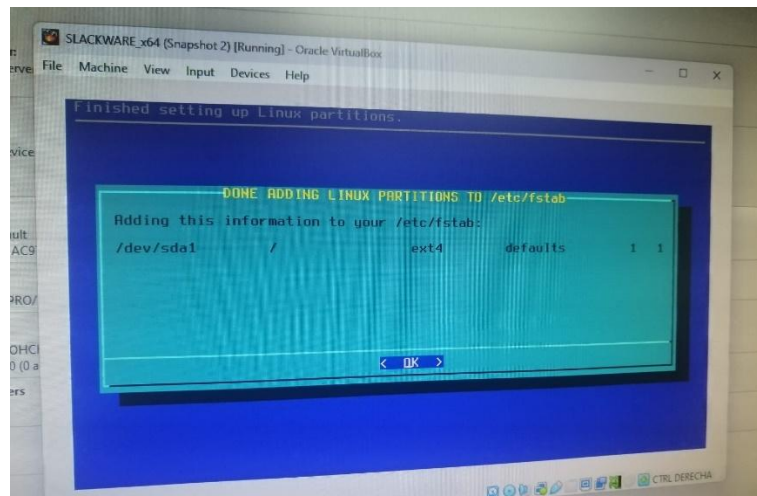 SLACKWARE_x64 (Snapshot 2) [Running] - Oracle VirtualBox
File Machine View Input Devices Help
Finished setting up Linux partitions.
DONE ADDING LINUX PARTITIONS TO /etc/fstab
Adding this information to your /etc/fstab:
/dev/sda1 / ext4 defaults 1 1
< OK >
CTRL DERECHA